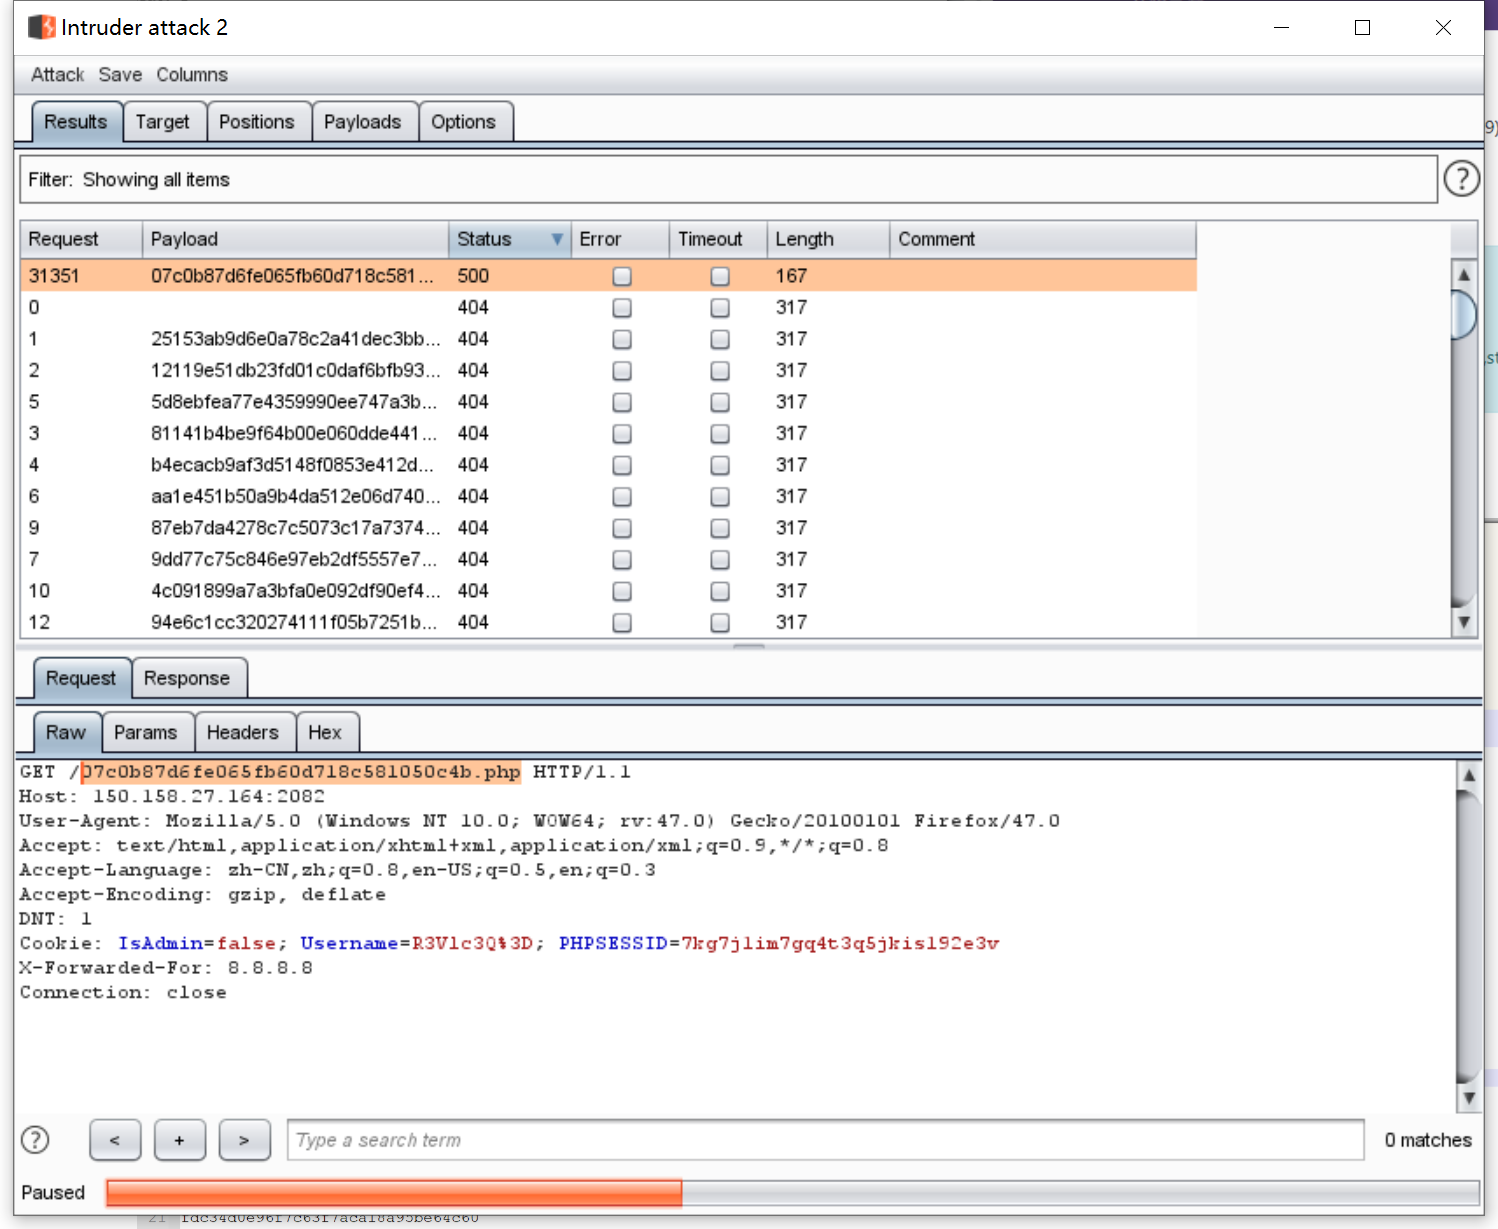 Intruder attack 2
Attack Save Columns
Results Target Positions Payloads Options
9)
Filter: Showing all items
?
Request Payload Status Error Timeout Length Comment
31351 07c0b87d6fe065fb60d718c581... 500 167
0 404 317
1 25153ab9d6e0a78c2a41dec3bb... 404 317
,st
2 12119e51db23fd01c0daf6bfb93... 404 317
5 5d8ebfea77e4359990ee747a3b... 404 317
3 81141b4be9f64b00e060dde441... 404 317
4 b4ecacb9af3d5148f0853e412d... 404 317
6 aa1e451b50a9b4da512e06d740... 404 317
9 87eb7da4278c7c5073c17a7374... 404 317
7 9dd77c75c846e97eb2df5557e7... 404 317
10 4c091899a7a3bfa0e092df90ef4... 404 317
12 94e6c1cc320274111f05b7251b... 404 317
Request Response
Raw Params Headers Hex
GET /07c0b87d6fe065fb60d718c581050c4b.php HTTP/1.1
Host: 150.158.27.164:2082
User-Agent: Mozilla/5.0 (Windows NT 10.0; WOW64; rv:47.0) Gecko/20100101 Firefox/47.0
Accept: text/html,application/xhtml+xml,application/xml;q=0.9,*/*;q=0.8
Accept-Language: zh-CN,zh;q=0.8,en-US;q=0.5,en;q=0.3
Accept-Encoding: gzip, deflate
DNT: 1
Cookie: IsAdmin=false; Username=R3Vlc3Q%3D; PHPSESSID=7kg7jlim7gq4t3q5jkis192e3v
X-Forwarded-For: 8.8.8.8
Connection: close
? < + > Type a search term 0 matches
Paused